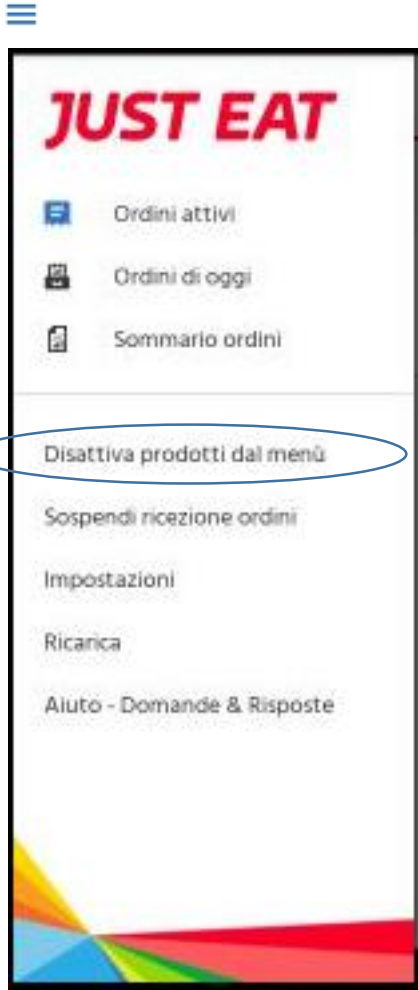 JUST EAT
Ordini attivi
Ordini di oggi
Sommario ordini
Disattiva prodotti dal menù
Sospendi ricezione ordini
Impostazioni
Ricarica
Aiuto - Domande & Risposte